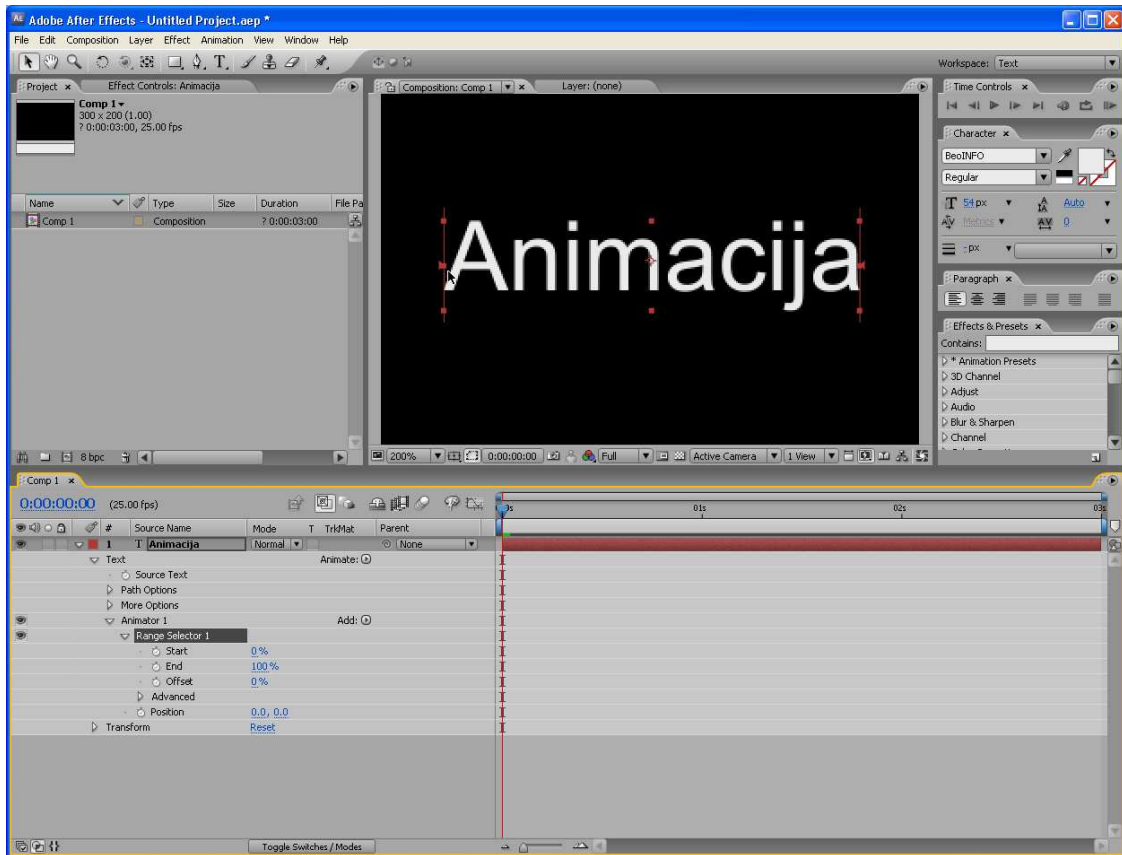 Adobe After Effects - Untitled Project.aep *
File Edit Composition Layer Effect Animation View Window Help
Workspace: Text
Project Effect Controls: Animacija
Comp 1
300 x 200 (1.00)
? 0:00:03:00, 25.00 fps
Name Type Size Duration File Pa
Comp 1 Composition ? 0:00:03:00
8 bpc
Composition: Comp 1 Layer: (none)
Animacija
200% 0:00:00:00 Full Active Camera 1 View
Time Controls
Character
BeoINFO
Regular
54 px Auto
Metrics 0
- px
Paragraph
Effects & Presets
Contains:
* Animation Presets
3D Channel
Adjust
Audio
Blur & Sharpen
Channel
Comp 1
0:00:00:00 (25.00 fps)
01s 02s 03s
# Source Name Mode T TrkMat Parent
1 T Animacija Normal None
Text Animate:
Source Text
Path Options
More Options
Animator 1 Add:
Range Selector 1
Start 0%
End 100%
Offset 0%
Advanced
Position 0.0, 0.0
Transform Reset
Toggle Switches / Modes